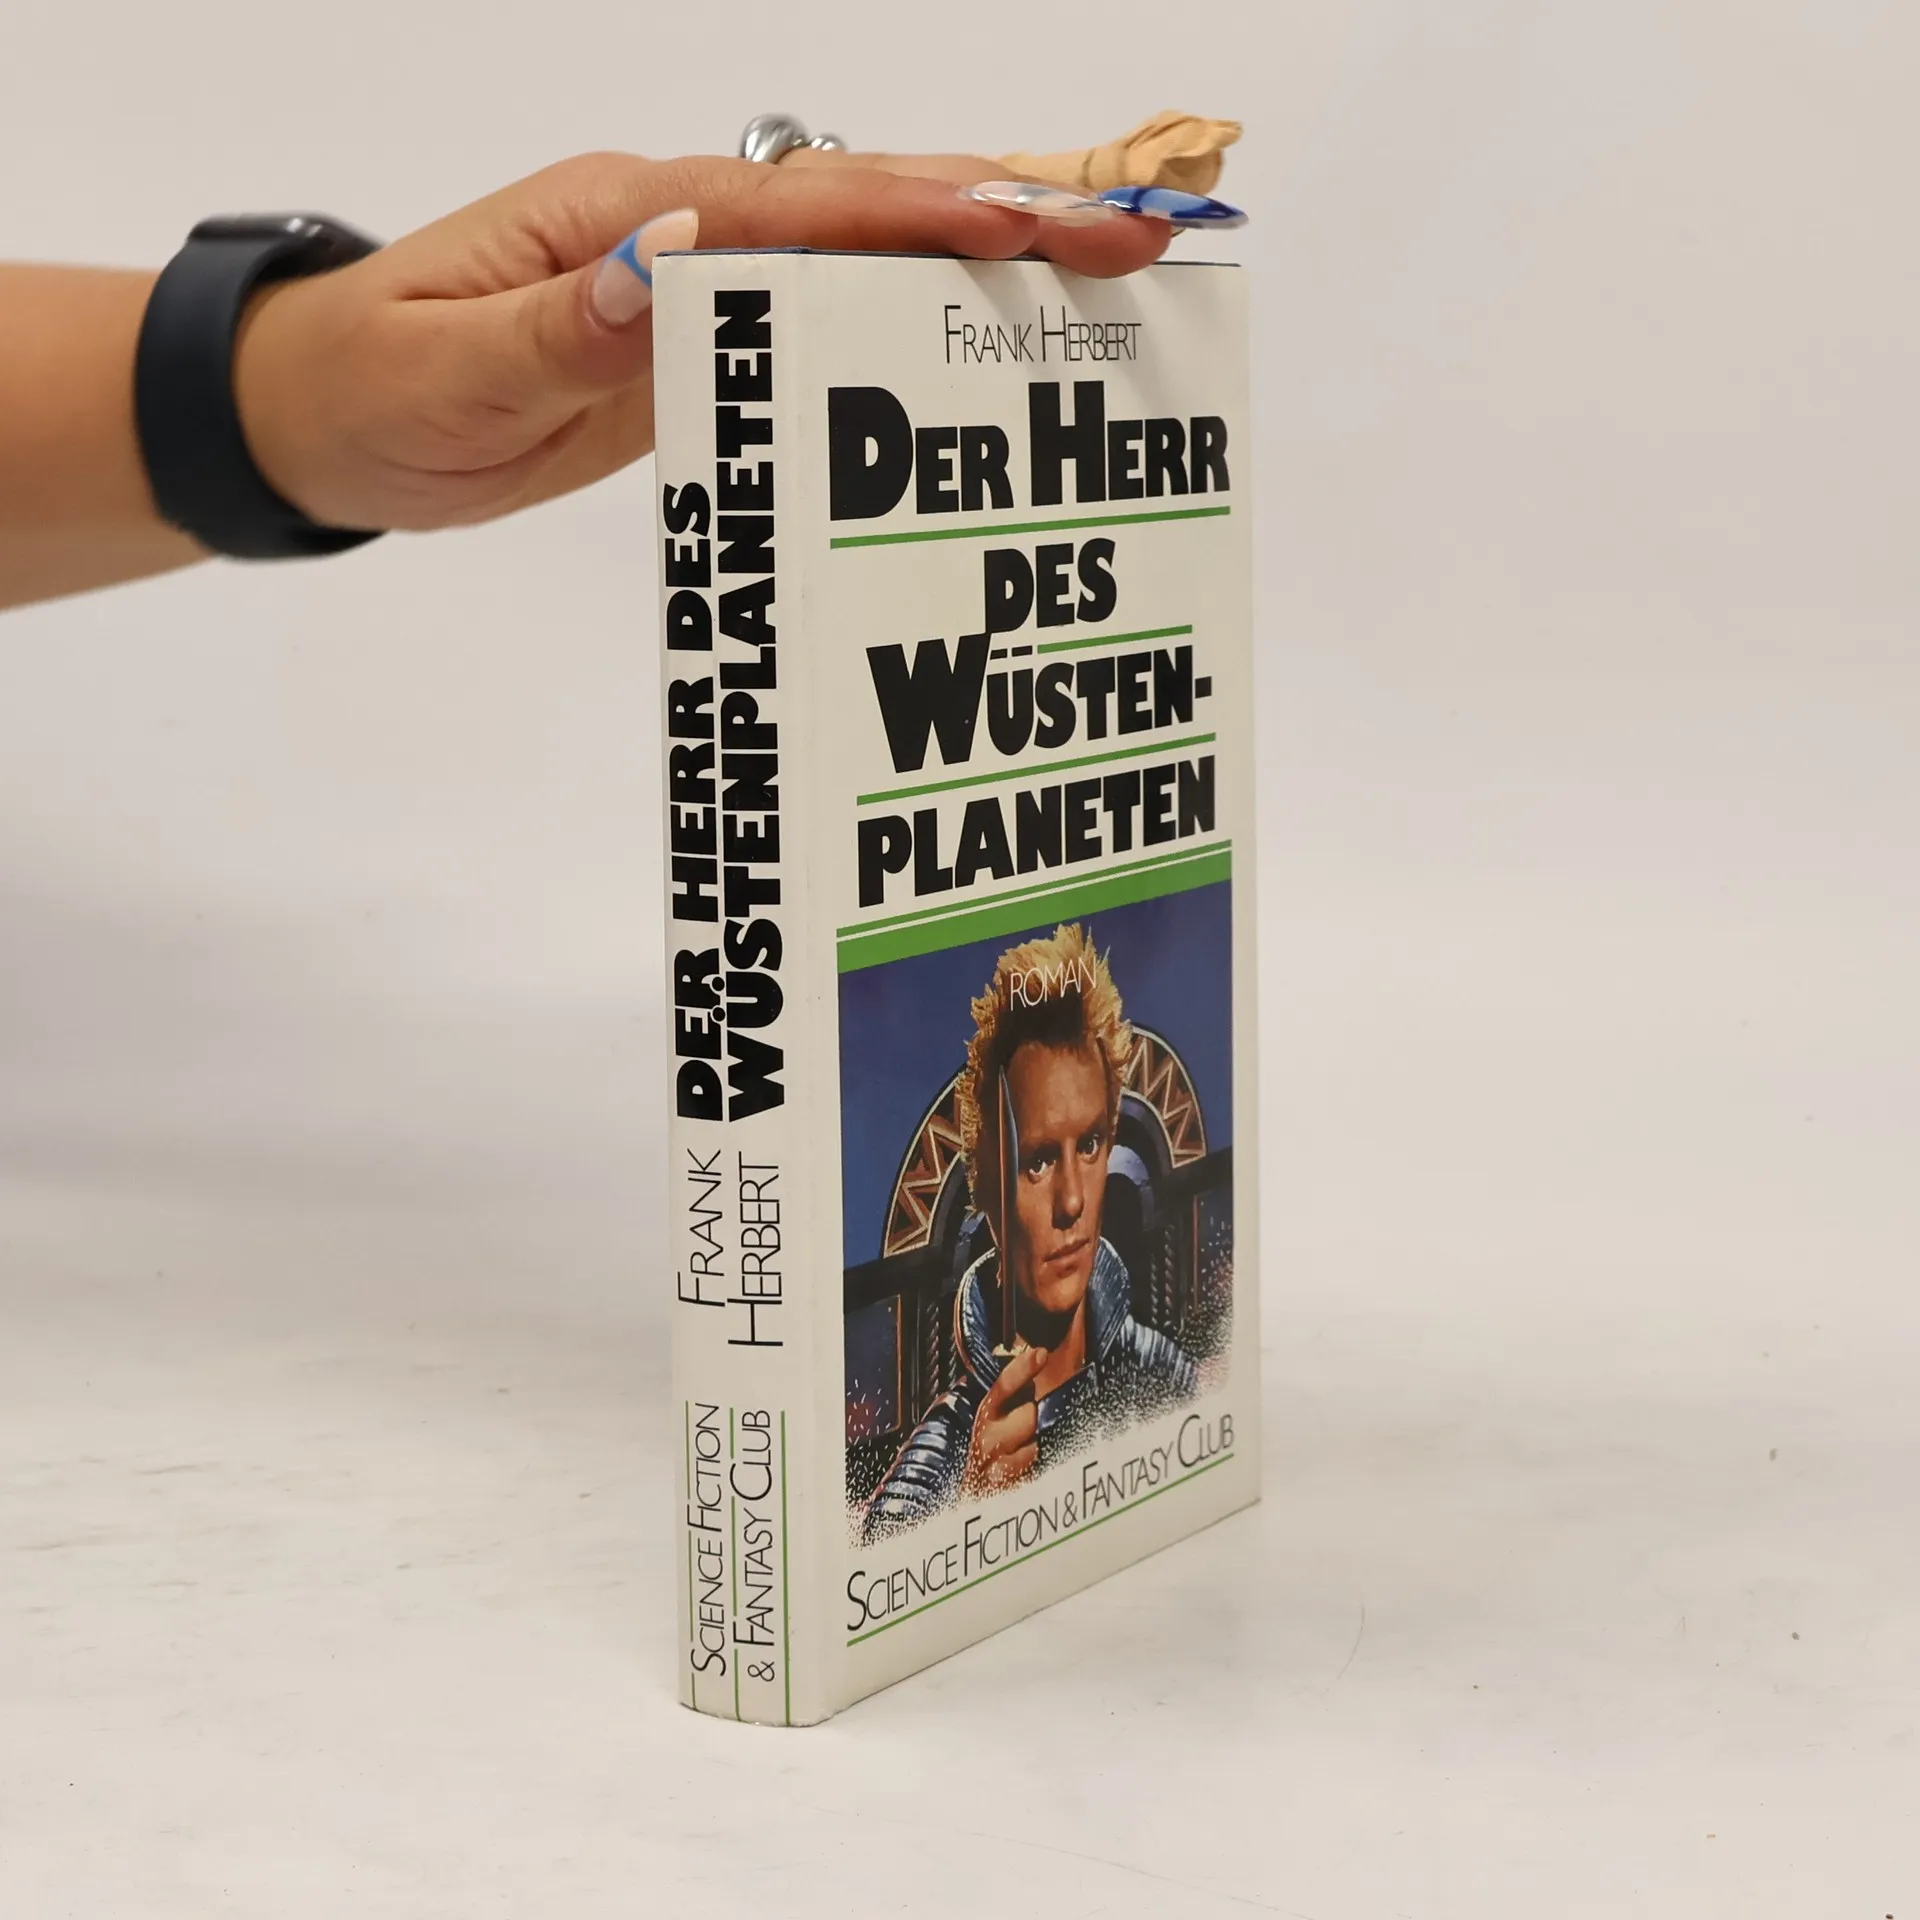 DER HERR DES
WÜSTENPLANETEN
FRANK
HERBERT
SCIENCE FICTION
& FANTASY CLUB
FRANK HERBERT
DER HERR
DES
WÜSTEN-
PLANETEN
ROMAN
SCIENCE FICTION & FANTASY CLUB